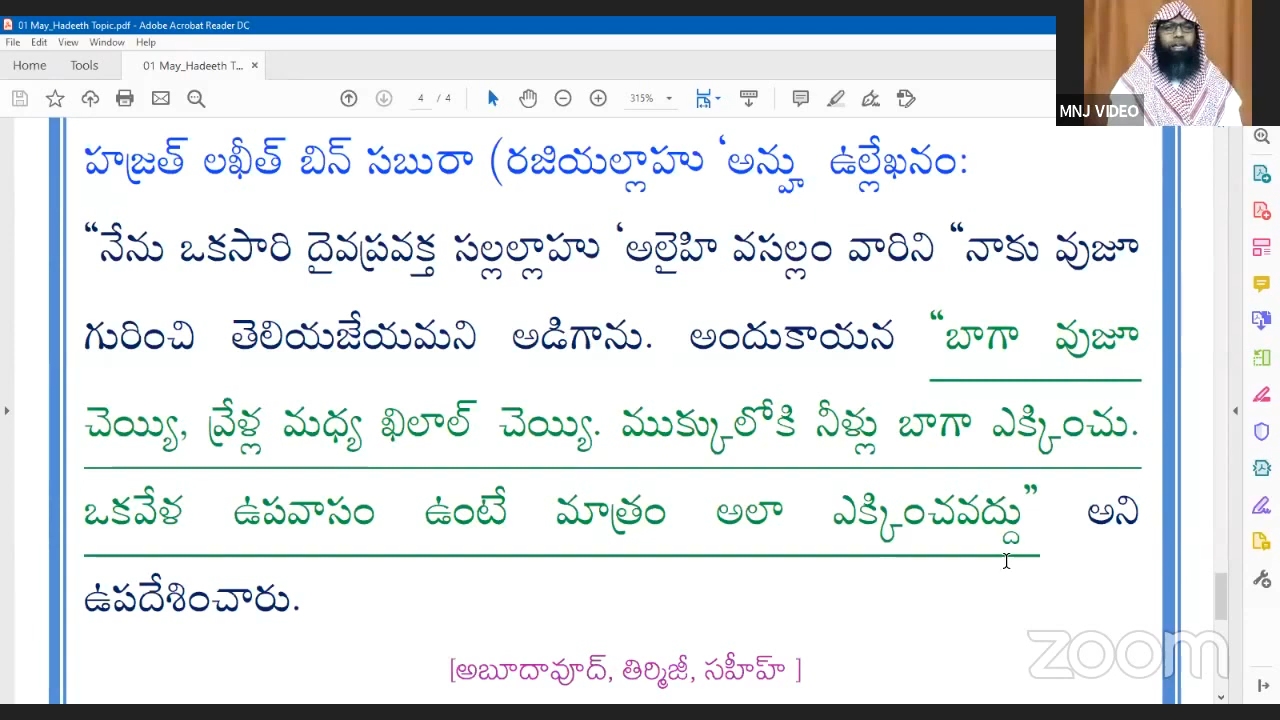 01 May_Hadeeth Topic.pdf - Adobe Acrobat Reader DC
File Edit View Window Help
Home Tools 01 May_Hadeeth T... ×
4 / 4 315%
MNJ VIDEO
హజ్రత్ లఖీత్ బిన్ సబురా (రజియల్లాహు ‘అన్హు ఉల్లేఖనం:
“నేను ఒకసారి దైవప్రవక్త సల్లల్లాహు ‘అలైహి వసల్లం వారిని “నాకు వుజూ
గురించి తెలియజేయమని అడిగాను. అందుకాయన “బాగా వుజూ
చెయ్యి, వ్రేళ్ల మధ్య ఖిలాల్ చెయ్యి. ముక్కులోకి నీళ్లు బాగా ఎక్కించు.
ఒకవేళ ఉపవాసం ఉంటే మాత్రం అలా ఎక్కించవద్దు” అని
ఉపదేశించారు.
[అబూదావూద్, తిర్మిజీ, సహీహ్ ]
zoom